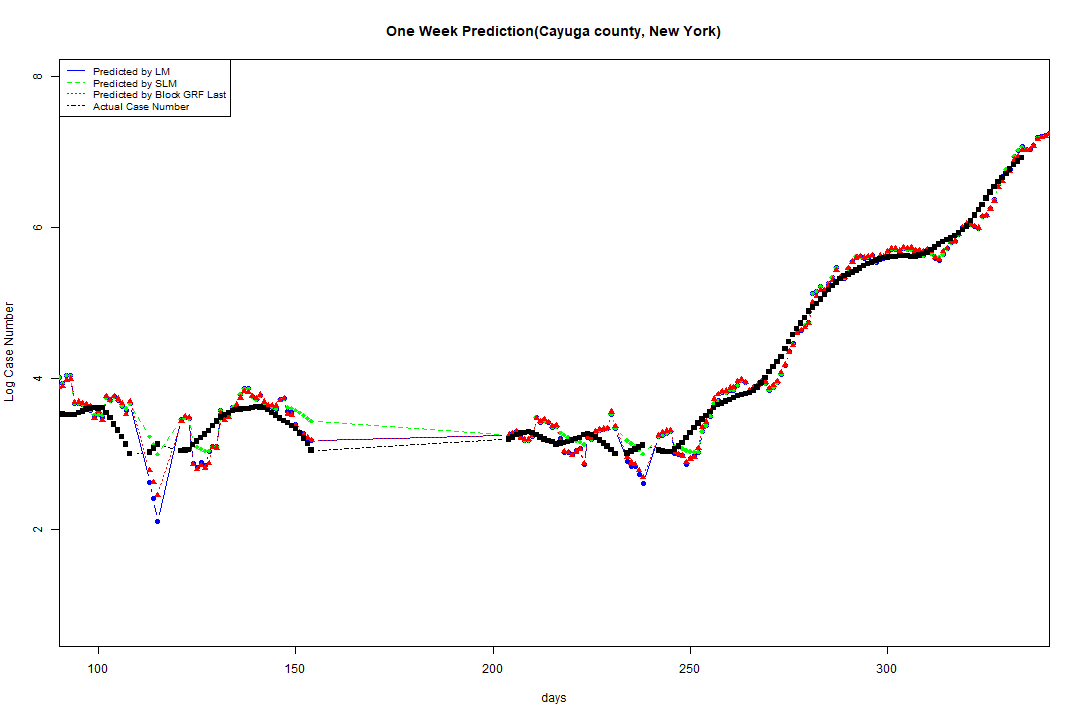 One Week Prediction(Cayuga county, New York)
Predicted by LM
Predicted by SLM
Predicted by Block GRF Last
Actual Case Number
8
6
4
2
Log Case Number
100 150 200 250 300
days